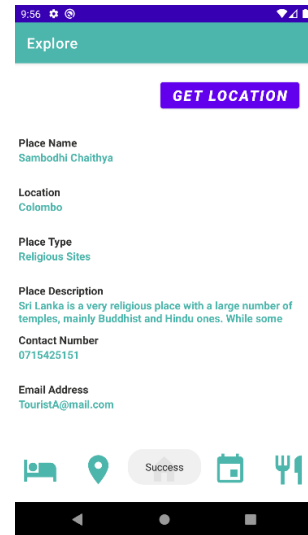 9:56
Explore
GET LOCATION
Place Name
Sambodhi Chaithya
Location
Colombo
Place Type
Religious Sites
Place Description
Sri Lanka is a very religious place with a large number of
temples, mainly Buddhist and Hindu ones. While some
Contact Number
0715425151
Email Address
TouristA@mail.com
Success